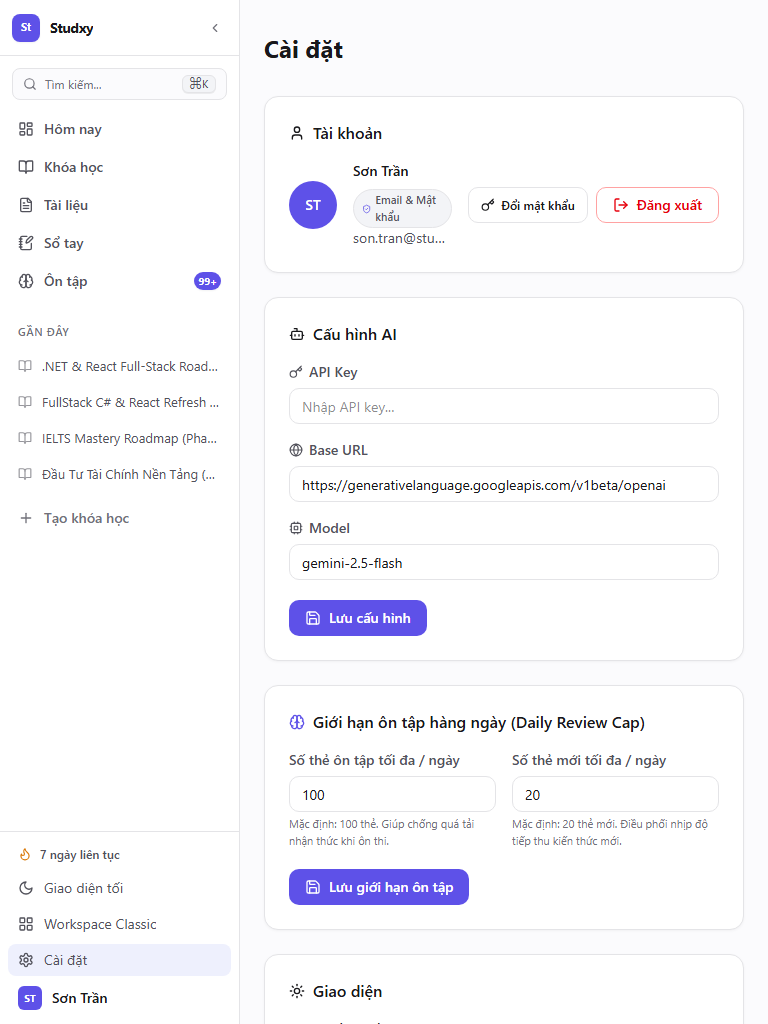 St
Studxy
Tìm kiếm...
⌘K
Hôm nay
Khóa học
Tài liệu
Sổ tay
Ôn tập
99+
GẦN ĐÂY
.NET & React Full-Stack Road...
FullStack C# & React Refresh ...
IELTS Mastery Roadmap (Pha...
Đầu Tư Tài Chính Nền Tảng (...
Tạo khóa học
7 ngày liên tục
Giao diện tối
Workspace Classic
Cài đặt
ST
Sơn Trần
Cài đặt
Tài khoản
ST
Sơn Trần
Email & Mật
khẩu
son.tran@stu...
Đổi mật khẩu
Đăng xuất
Cấu hình AI
API Key
Nhập API key...
Base URL
https://generativelanguage.googleapis.com/v1beta/openai
Model
gemini-2.5-flash
Lưu cấu hình
Giới hạn ôn tập hàng ngày (Daily Review Cap)
Số thẻ ôn tập tối đa / ngày
100
Mặc định: 100 thẻ. Giúp chống quá tải
nhận thức khi ôn thi.
Số thẻ mới tối đa / ngày
20
Mặc định: 20 thẻ mới. Điều phối nhịp độ
tiếp thu kiến thức mới.
Lưu giới hạn ôn tập
Giao diện